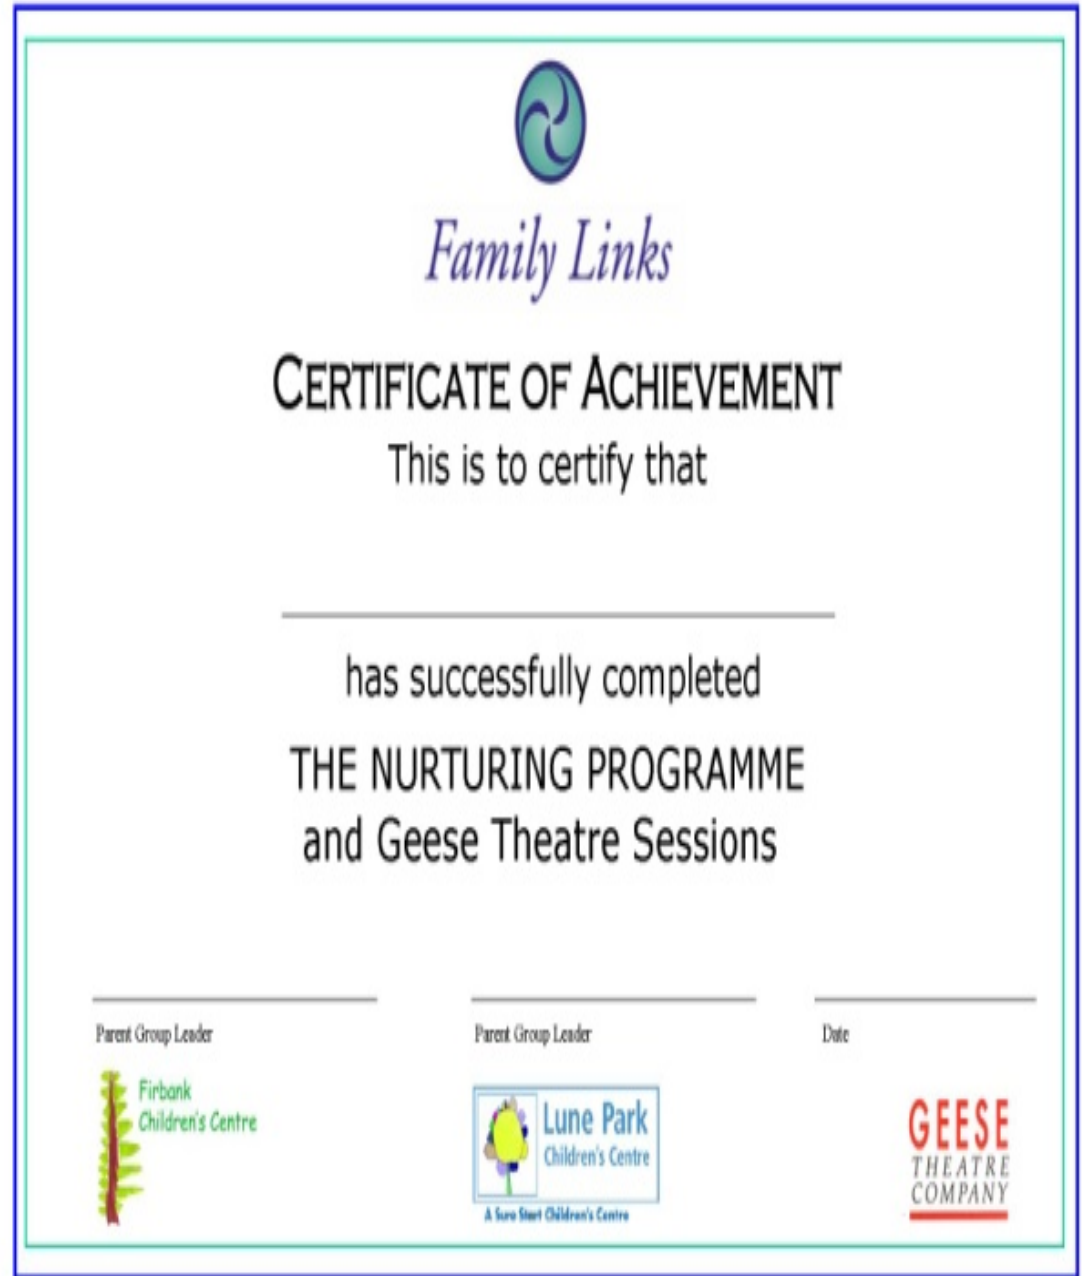 Family Links
CERTIFICATE OF ACHIEVEMENT
This is to certify that
has successfully completed
THE NURTURING PROGRAMME
and Geese Theatre Sessions
Parent Group Leader
Parent Group Leader
Date
Firbank
Children's Centre
Lune Park
Children's Centre
A Sure Start Children's Centre
GEESE
THEATRE
COMPANY